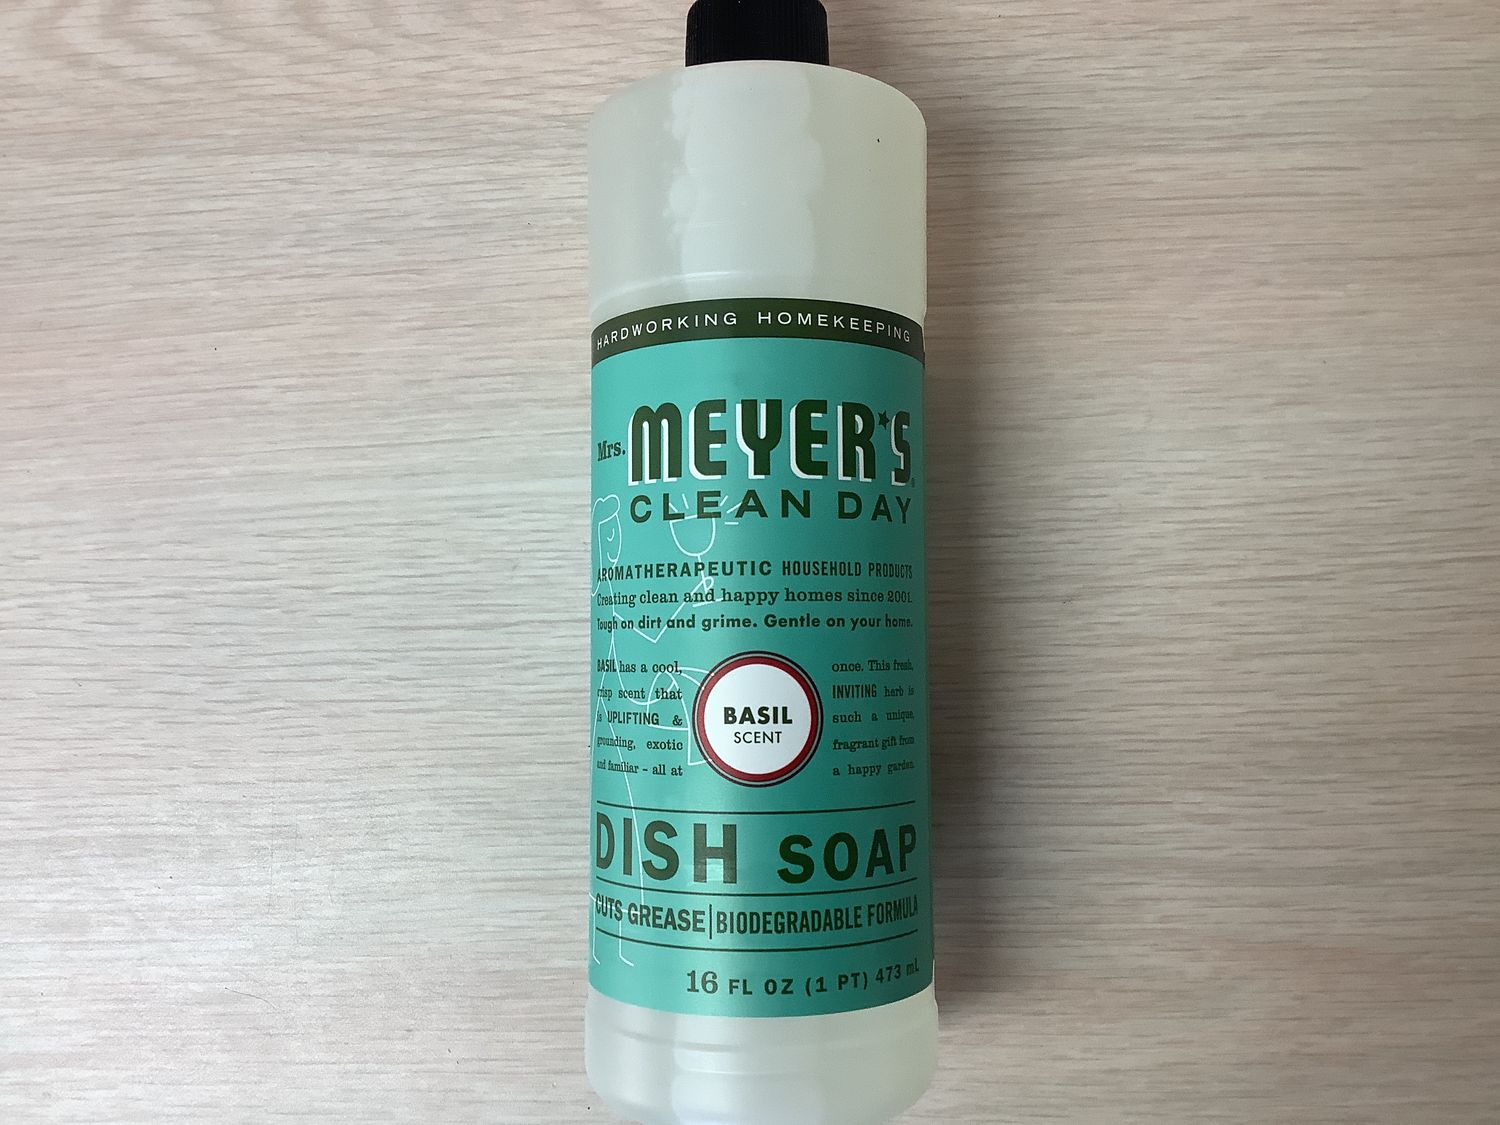 HARDWORKING HOMEKEEPING
Mrs. MEYER'S®
CLEAN DAY
AROMATHERAPEUTIC HOUSEHOLD PRODUCTS
Creating clean and happy homes since 2001.
Tough on dirt and grime. Gentle on your home.
BASIL has a cool,
crisp scent that
is UPLIFTING &
grounding, exotic
and familiar – all at
BASIL
SCENT
once. This fresh,
INVITING herb is
such a unique,
fragrant gift from
a happy garden.
DISH SOAP
CUTS GREASE|BIODEGRADABLE FORMULA
16 FL OZ (1 PT) 473 mL